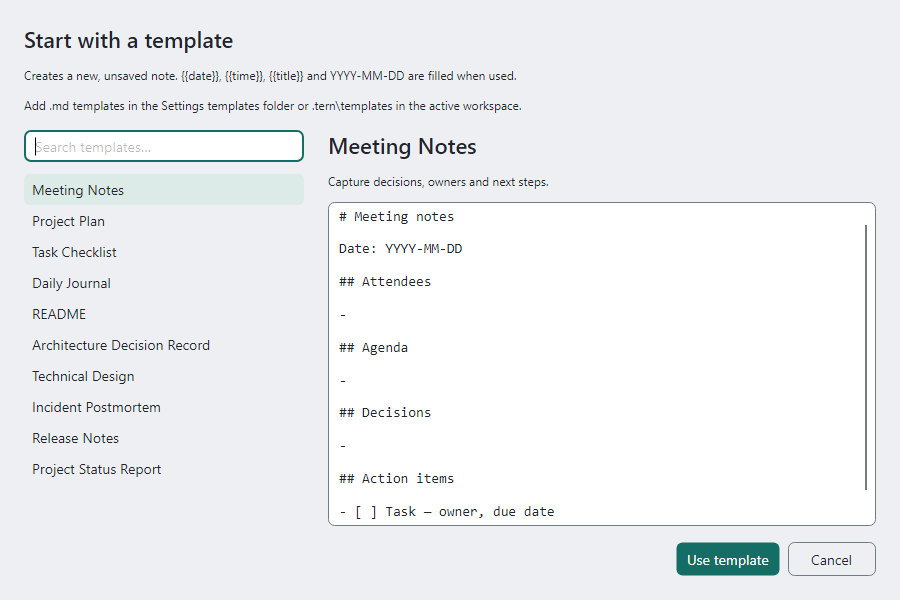 Start with a template
Creates a new, unsaved note. {{date}}, {{time}}, {{title}} and YYYY-MM-DD are filled when used.
Add .md templates in the Settings templates folder or .tern\templates in the active workspace.
Search templates...
Meeting Notes
Project Plan
Task Checklist
Daily Journal
README
Architecture Decision Record
Technical Design
Incident Postmortem
Release Notes
Project Status Report
Meeting Notes
Capture decisions, owners and next steps.
# Meeting notes
Date: YYYY-MM-DD
## Attendees
-
## Agenda
-
## Decisions
-
## Action items
- [ ] Task — owner, due date
Use template
Cancel